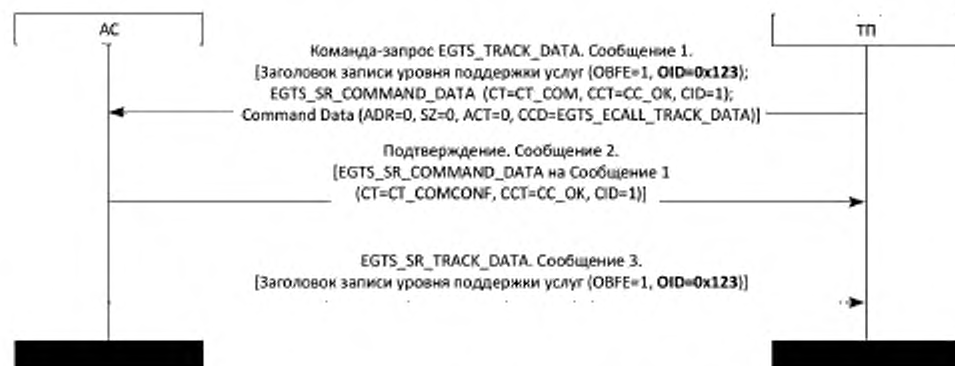 АС
ТП
Команда-запрос EGTS_TRACK_DATA. Сообщение 1.
[Заголовок записи уровня поддержки услуг (OBFE=1, OID=0x123);
EGTS_SR_COMMAND_DATA (CT=CT_COM, CCT=CC_OK, CID=1);
Command Data (ADR=0, SZ=0, ACT=0, CCD=EGTS_ECALL_TRACK_DATA)]
Подтверждение. Сообщение 2.
[EGTS_SR_COMMAND_DATA на Сообщение 1
(CT=CT_COMCONF, CCT=CC_OK, CID=1)]
EGTS_SR_TRACK_DATA. Сообщение 3.
[Заголовок записи уровня поддержки услуг (OBFE=1, OID=0x123)]